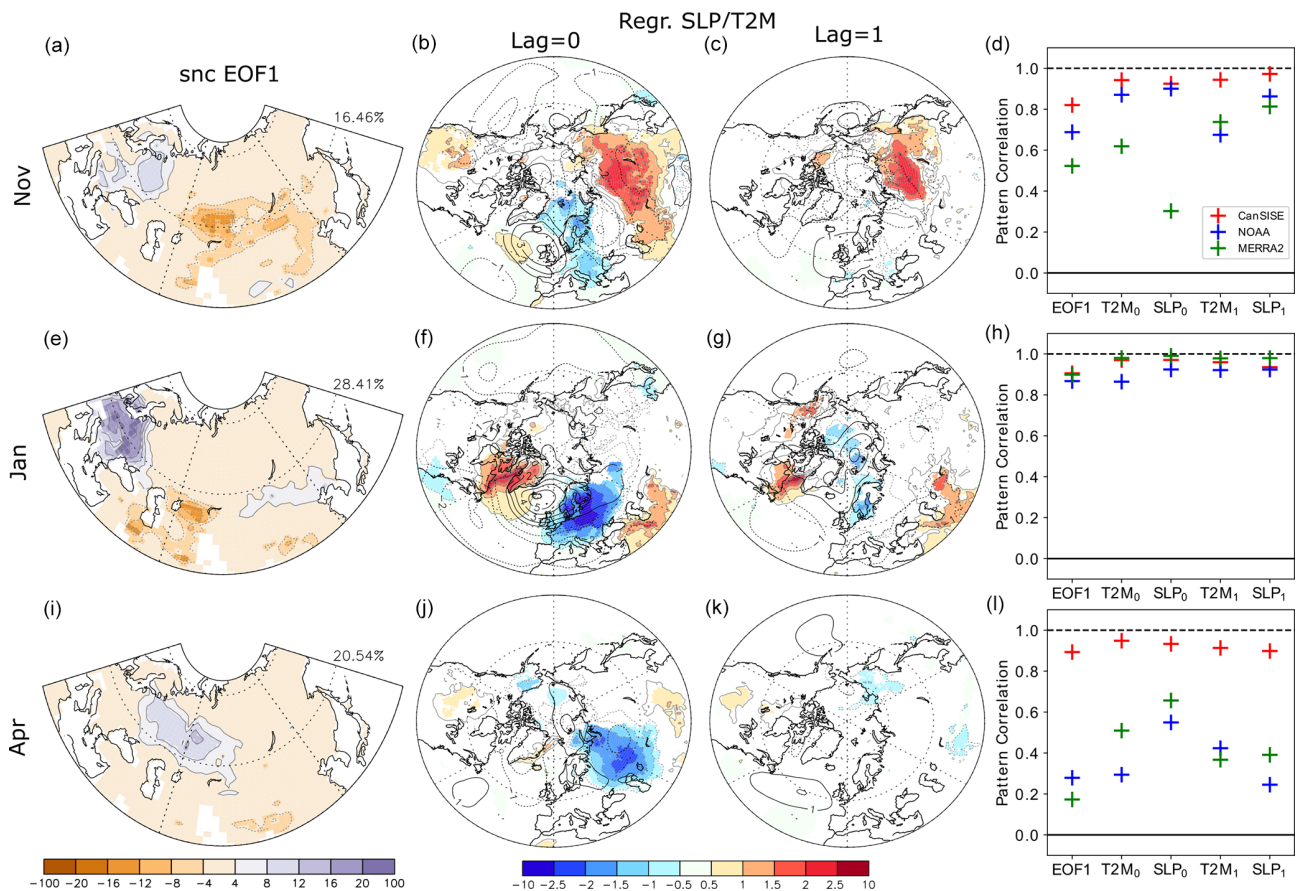 Regr. SLP/T2M
(a)
snc EOF1
(b)
Lag=0
(c)
Lag=1
(d)
Nov
16.46%
Pattern Correlation
1.0
0.8
0.6
0.4
0.2
0.0
CanSISE
NOAA
MERRA2
EOF1 T2M₀ SLP₀ T2M₁ SLP₁
(e)
(f)
(g)
(h)
Jan
28.41%
Pattern Correlation
1.0
0.8
0.6
0.4
0.2
0.0
EOF1 T2M₀ SLP₀ T2M₁ SLP₁
(i)
(j)
(k)
(l)
Apr
20.54%
Pattern Correlation
1.0
0.8
0.6
0.4
0.2
0.0
EOF1 T2M₀ SLP₀ T2M₁ SLP₁
−100 −20 −16 −12 −8 −4 4 8 12 16 20 100
−10 −2.5 −2 −1.5 −1 −0.5 0.5 1 1.5 2 2.5 10